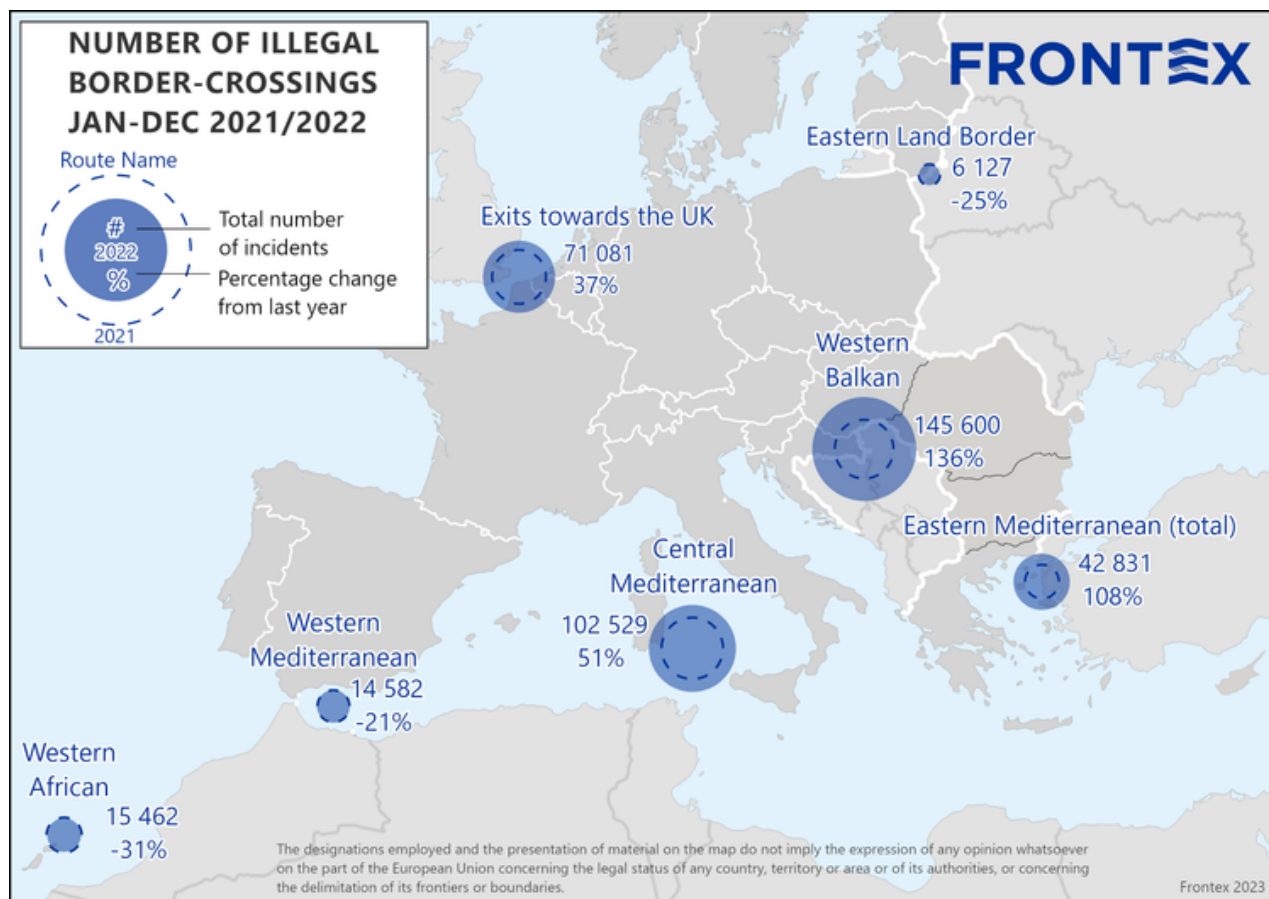 NUMBER OF ILLEGAL
BORDER-CROSSINGS
JAN-DEC 2021/2022
Route Name
#
2022
%
Total number
of incidents
Percentage change
from last year
2021
FRONTEX
Eastern Land Border
6 127
-25%
Exits towards the UK
71 081
37%
Western
Balkan
145 600
136%
Eastern Mediterranean (total)
42 831
108%
Central
Mediterranean
102 529
51%
Western
Mediterranean
14 582
-21%
Western
African
15 462
-31%
The designations employed and the presentation of material on the map do not imply the expression of any opinion whatsoever
on the part of the European Union concerning the legal status of any country, territory or area or of its authorities, or concerning
the delimitation of its frontiers or boundaries.
Frontex 2023